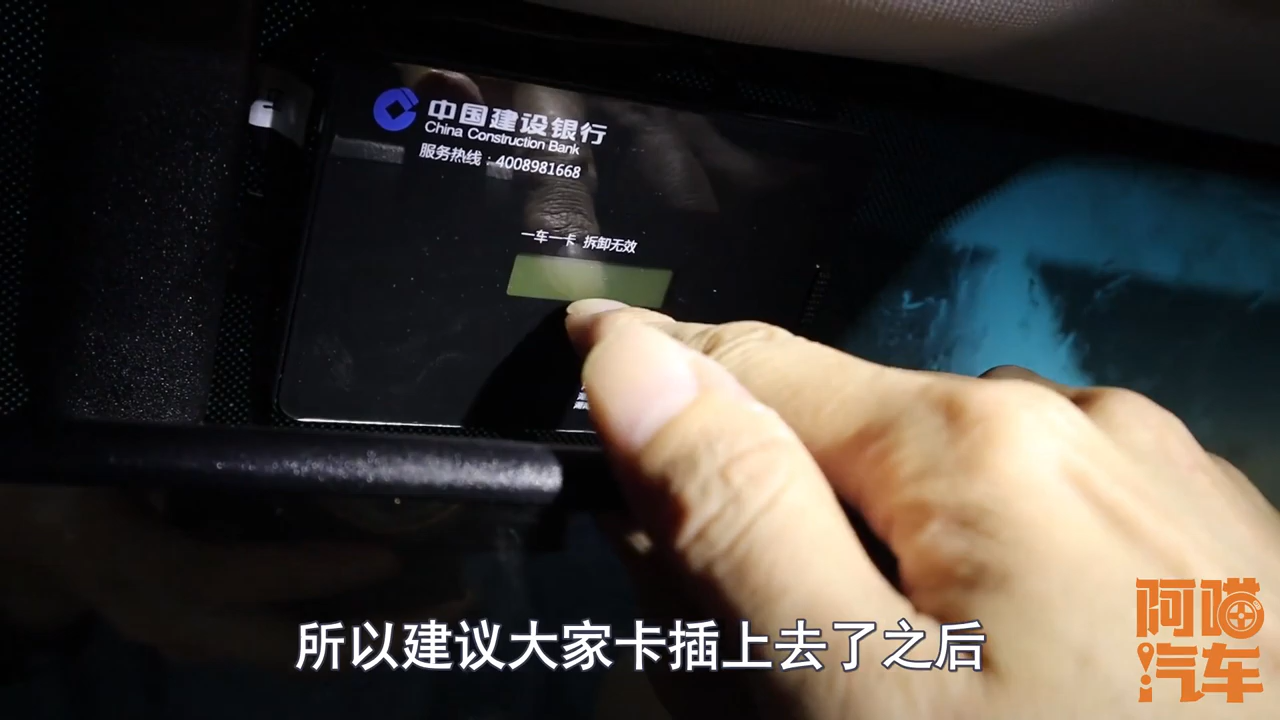 中国建设银行
China Construction Bank
服务热线：4008981668
一车一卡 拆卸无效
所以建议大家卡插上去了之后
阿喵
汽车